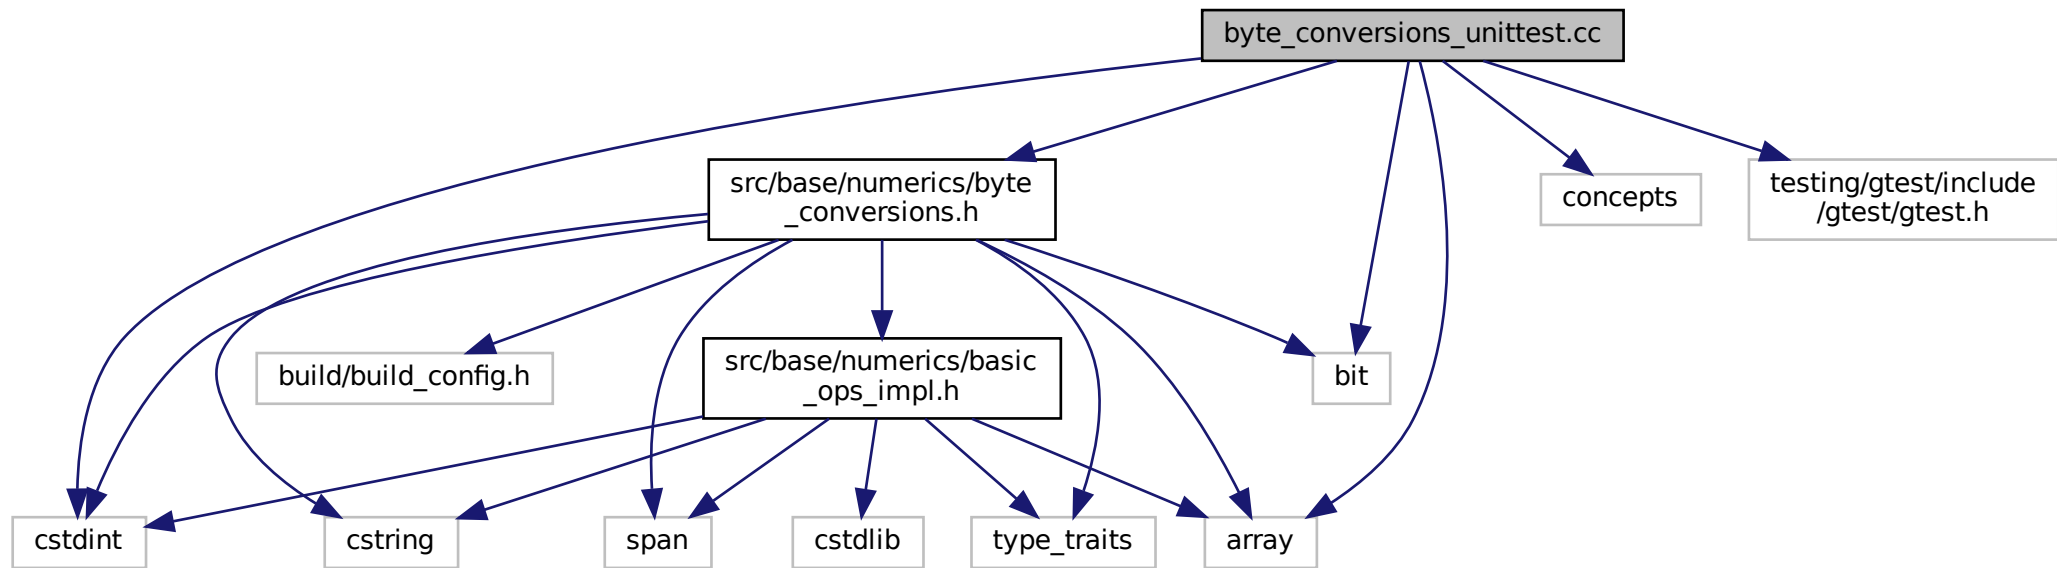 byte_conversions_unittest.cc
src/base/numerics/byte
_conversions.h
concepts
testing/gtest/include
/gtest/gtest.h
build/build_config.h
src/base/numerics/basic
_ops_impl.h
bit
cstdint
cstring
span
cstdlib
type_traits
array